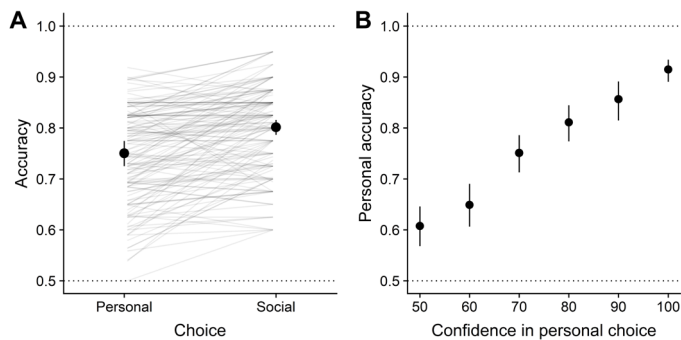 A
1.0
0.9
0.8
0.7
0.6
0.5
Accuracy
Personal Social
Choice
B
1.0
0.9
0.8
0.7
0.6
0.5
Personal accuracy
50 60 70 80 90 100
Confidence in personal choice